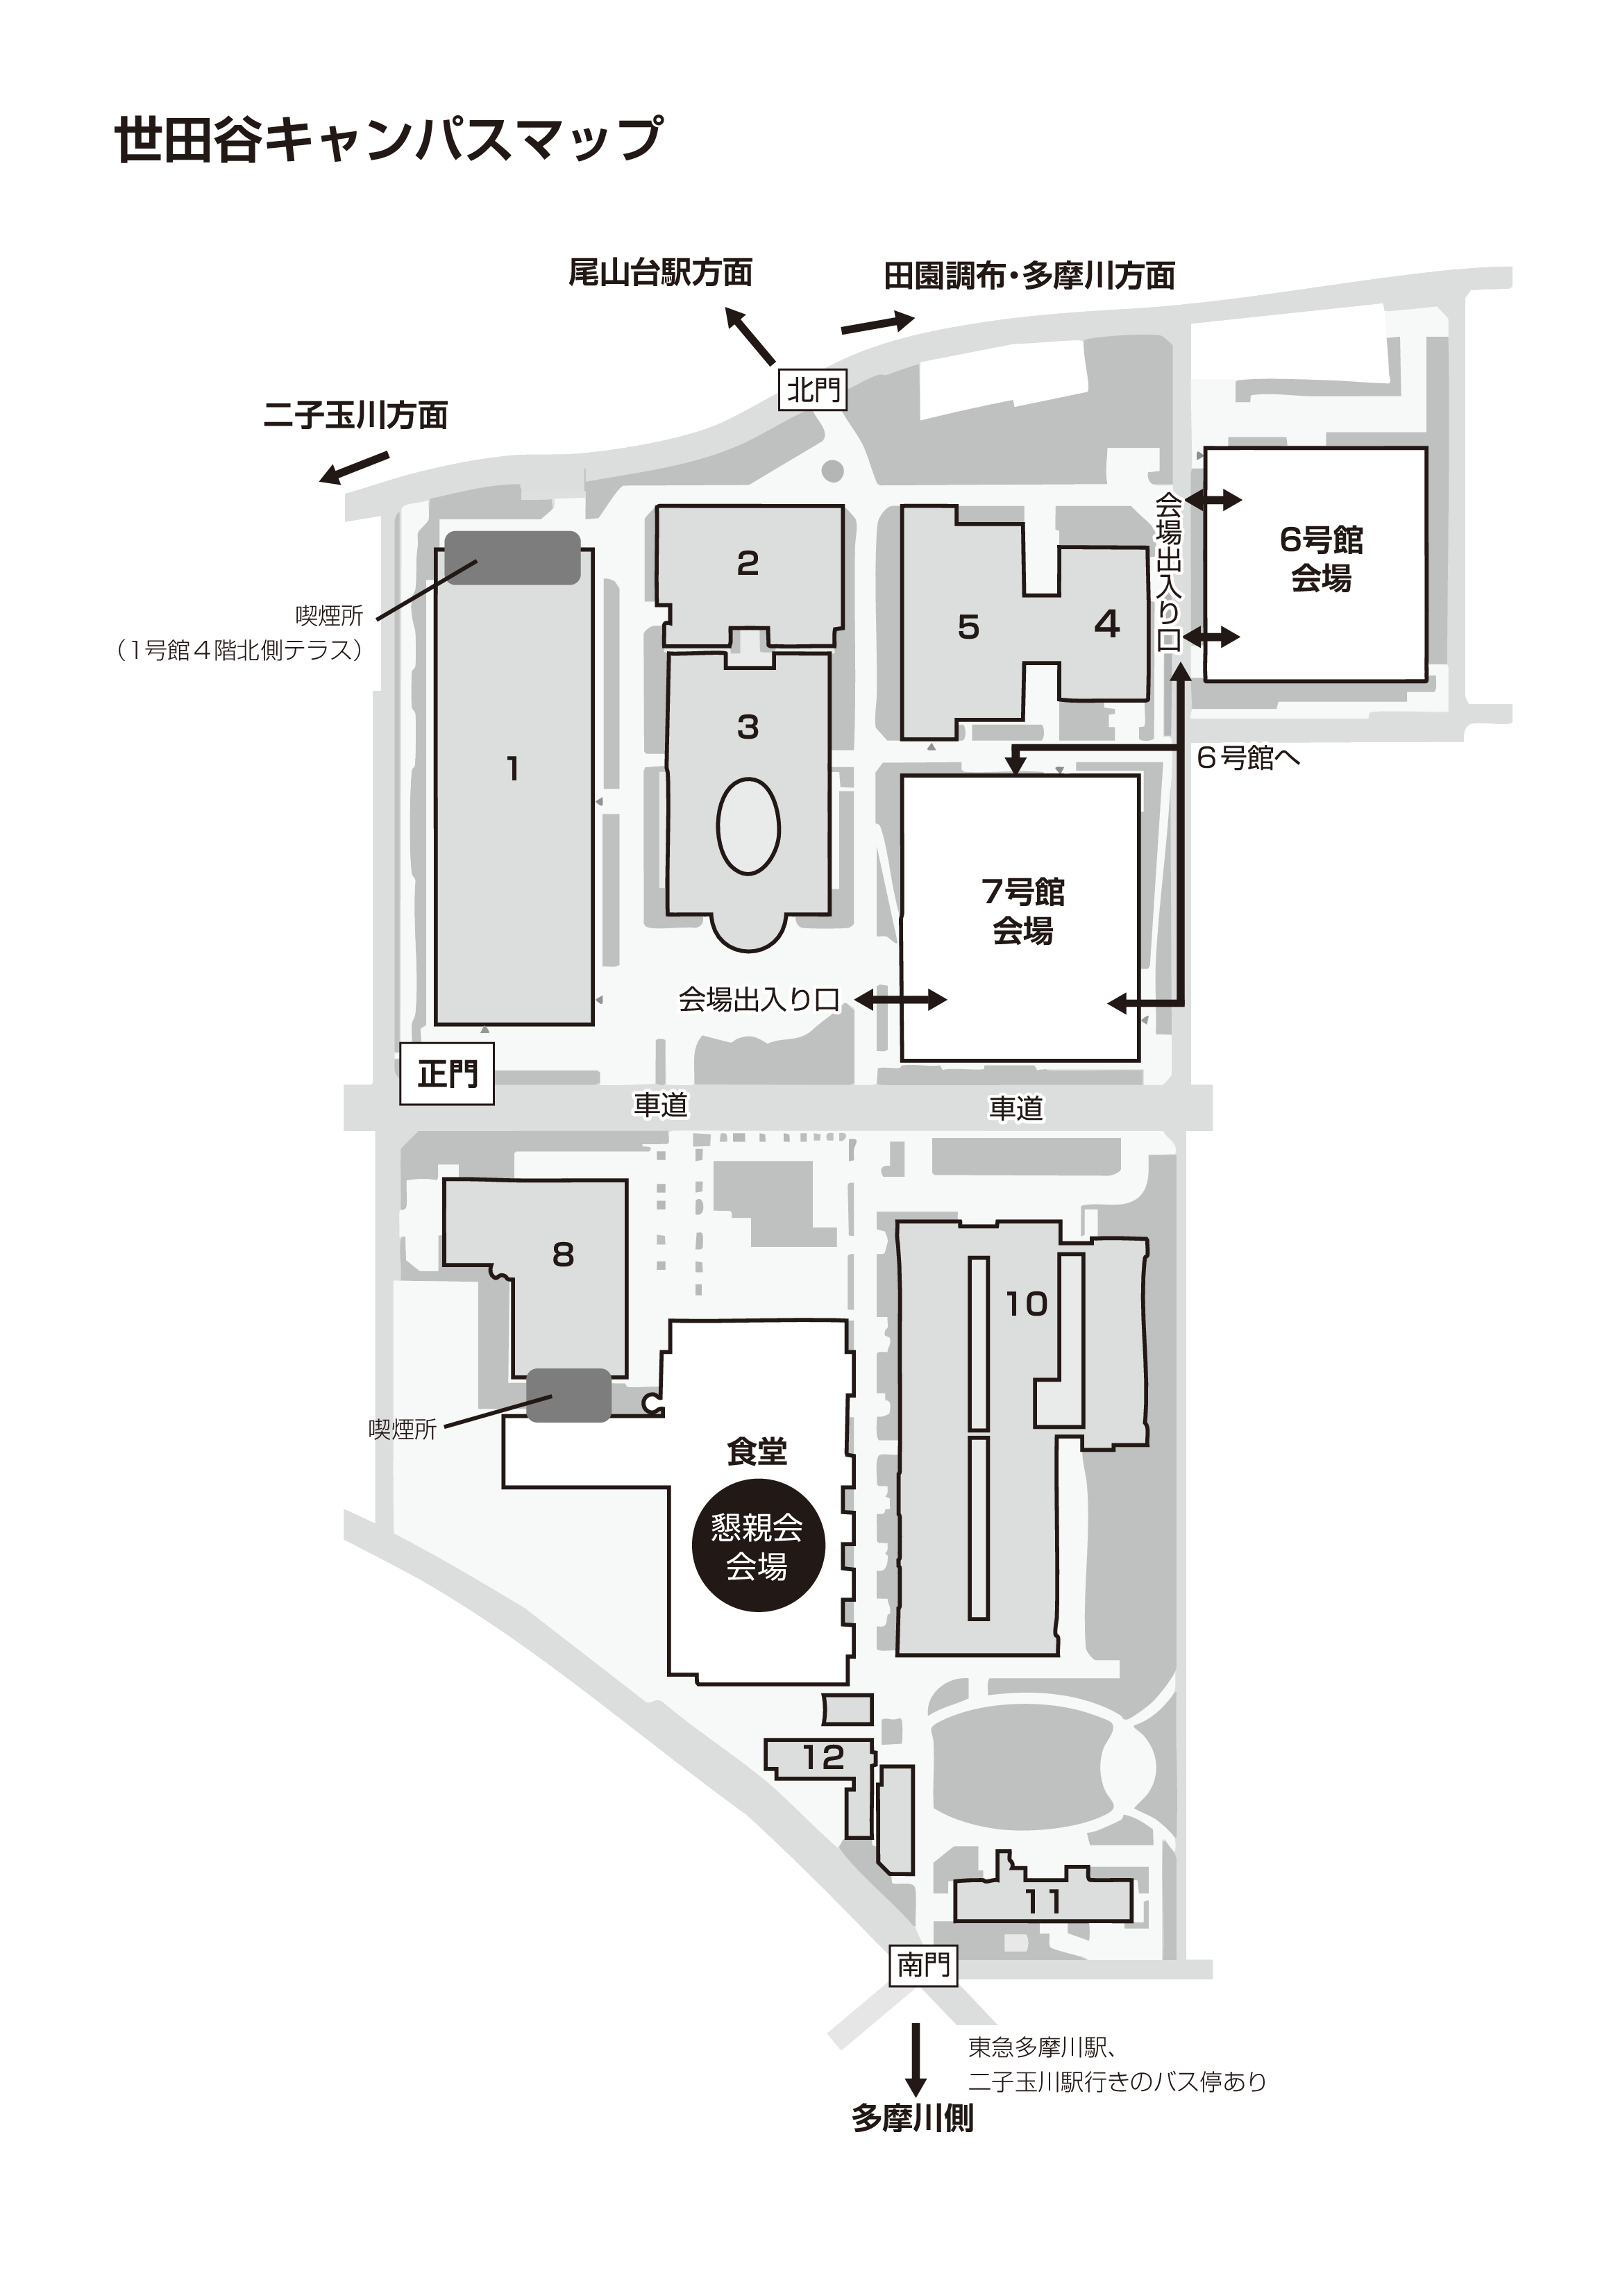 世田谷キャンパスマップ
尾山台駅方面
田園調布・多摩川方面
北門
二子玉川方面
会場出入り口
6号館
会場
2
5
4
喫煙所
（1号館４階北側テラス）
3
1
６号館へ
7号館
会場
会場出入り口
正門
車道
車道
8
10
喫煙所
食堂
懇親会
会場
12
11
南門
東急多摩川駅、
二子玉川駅行きのバス停あり
多摩川側